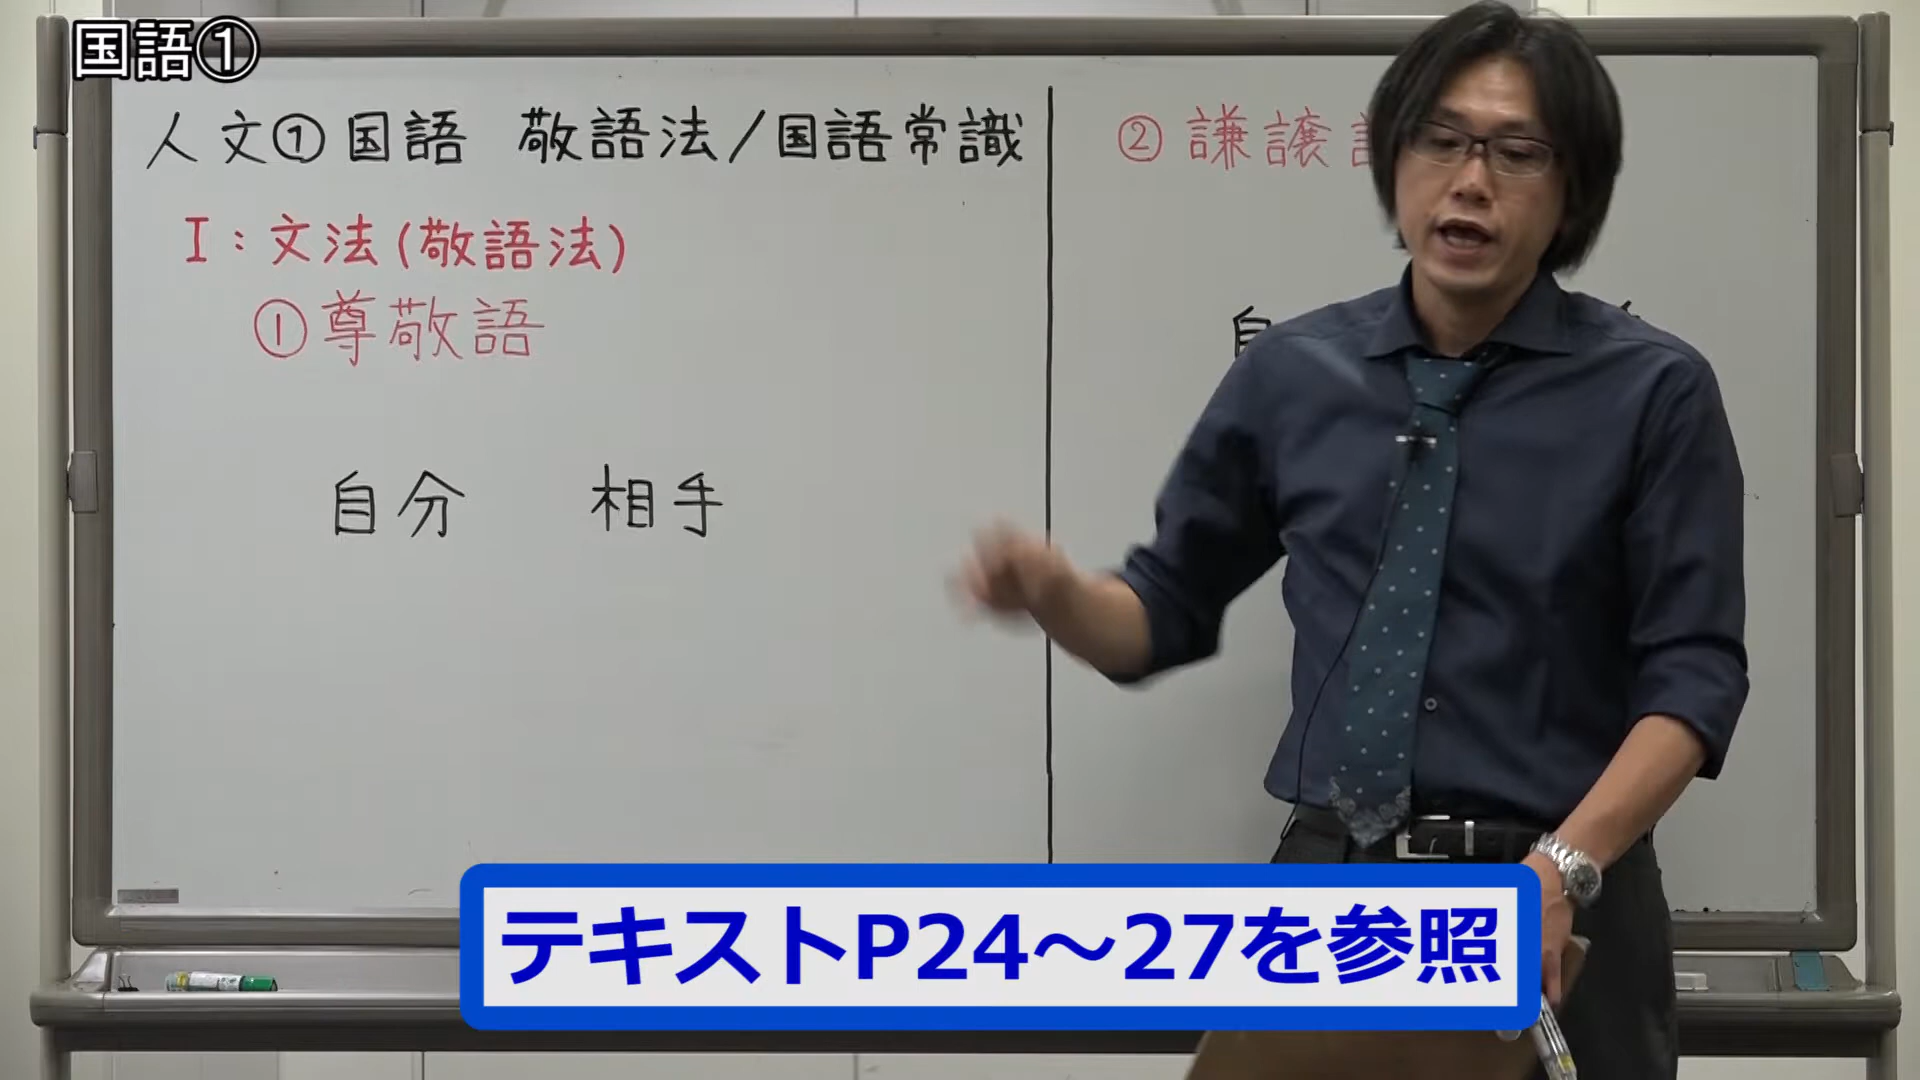 国語①
人文①国語 敬語法/国語常識
I:文法(敬語法)
①尊敬語
自分 相手
②謙譲
自
テキストP24～27を参照